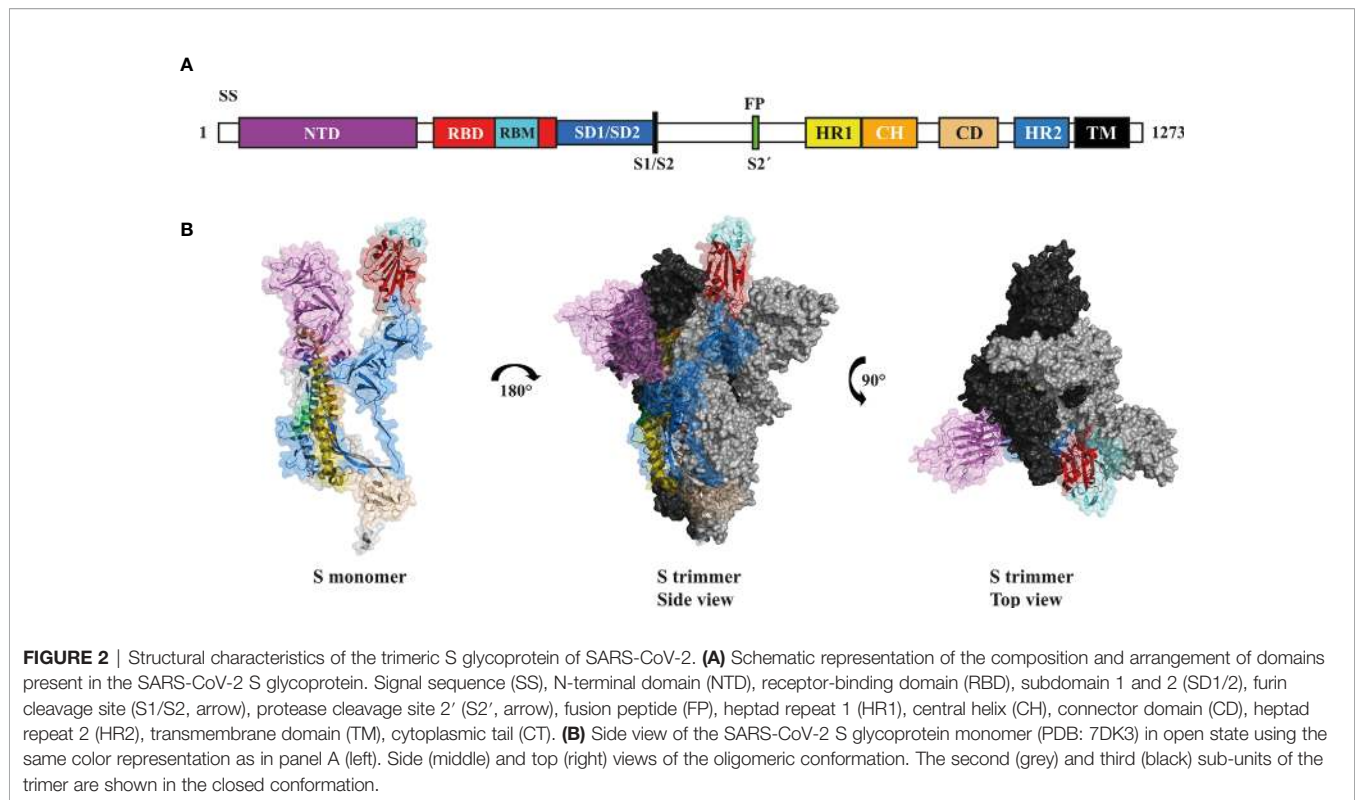 A
SS
FP
1 NTD RBD RBM SD1/SD2 HR1 CH CD HR2 TM 1273
S1/S2 S2´
B
180°
90°
S monomer
S trimmer
Side view
S trimmer
Top view
FIGURE 2 | Structural characteristics of the trimeric S glycoprotein of SARS-CoV-2. (A) Schematic representation of the composition and arrangement of domains
present in the SARS-CoV-2 S glycoprotein. Signal sequence (SS), N-terminal domain (NTD), receptor-binding domain (RBD), subdomain 1 and 2 (SD1/2), furin
cleavage site (S1/S2, arrow), protease cleavage site 2′ (S2′, arrow), fusion peptide (FP), heptad repeat 1 (HR1), central helix (CH), connector domain (CD), heptad
repeat 2 (HR2), transmembrane domain (TM), cytoplasmic tail (CT). (B) Side view of the SARS-CoV-2 S glycoprotein monomer (PDB: 7DK3) in open state using the
same color representation as in panel A (left). Side (middle) and top (right) views of the oligomeric conformation. The second (grey) and third (black) sub-units of the
trimer are shown in the closed conformation.